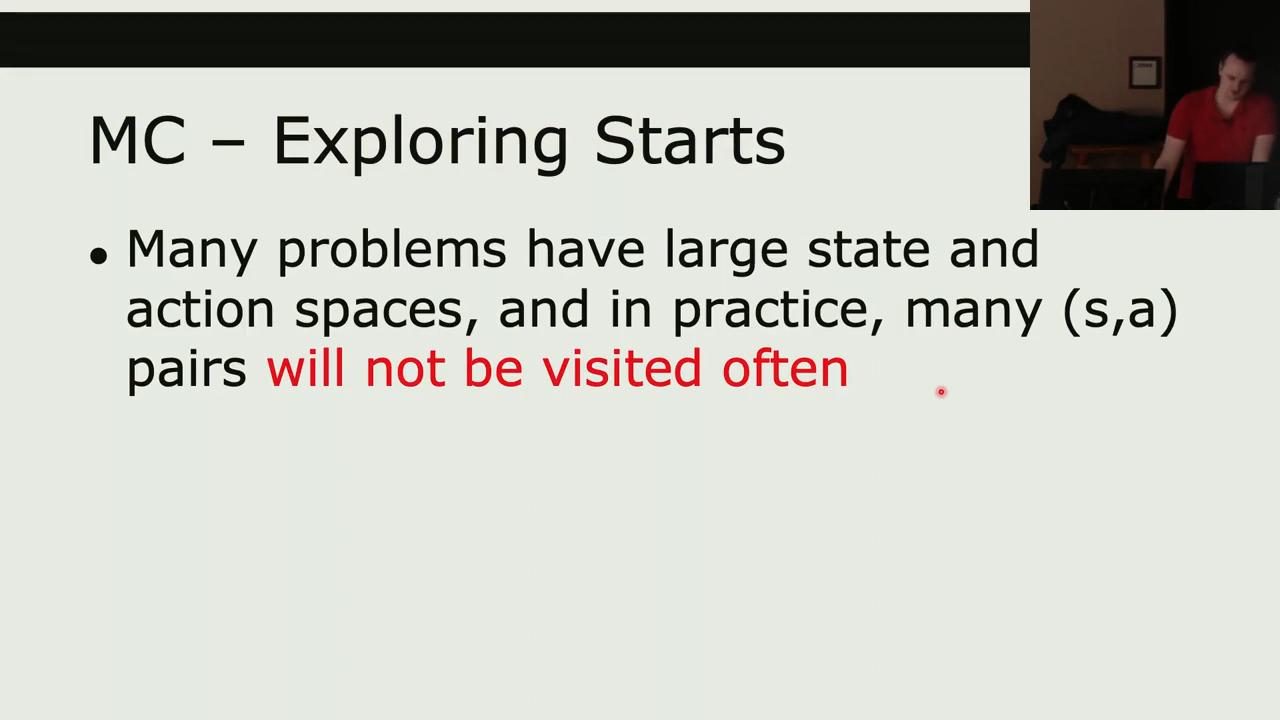 MC – Exploring Starts
• Many problems have large state and
action spaces, and in practice, many (s,a)
pairs will not be visited often